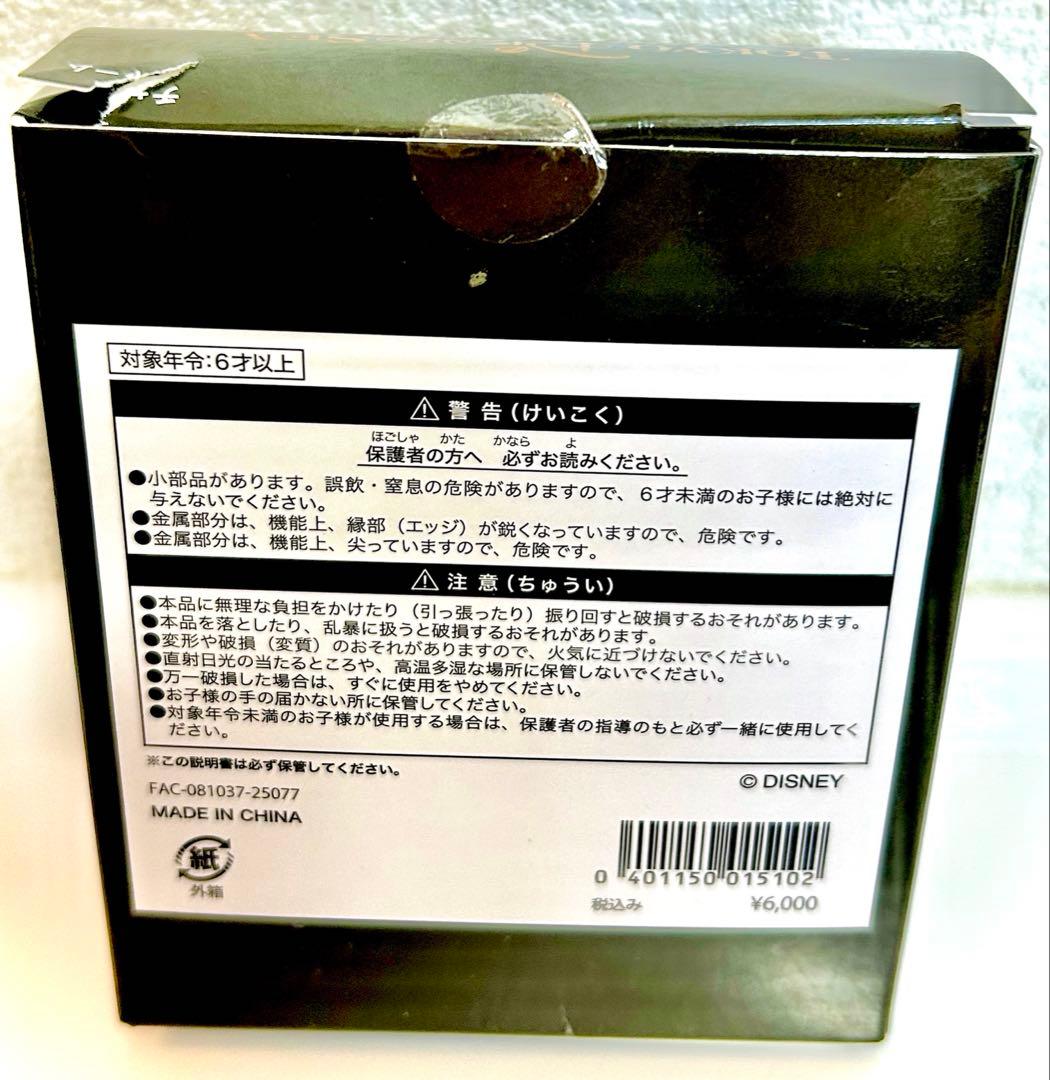 対象年令:6才以上
⚠ 警 告(けいこく)
ほごしゃ かた かなら よ
保護者の方へ 必ずお読みください。
●小部品があります。誤飲・窒息の危険がありますので、6才未満のお子様には絶対に
与えないでください。
●金属部分は、機能上、縁部(エッジ)が鋭くなっていますので、危険です。
●金属部分は、機能上、尖っていますので、危険です。
⚠ 注 意(ちゅうい)
●本品に無理な負担をかけたり(引っ張ったり)振り回すと破損するおそれがあります。
●本品を落としたり、乱暴に扱うと破損するおそれがあります。
●変形や破損(変質)のおそれがありますので、火気に近づけないでください。
●直射日光の当たるところや、高温多湿な場所に保管しないでください。
●万一破損した場合は、すぐに使用をやめてください。
●お子様の手の届かない所に保管してください。
●対象年令未満のお子様が使用する場合は、保護者の指導のもと必ず一緒に使用してく
ださい。
※この説明書は必ず保管してください。
FAC-081037-25077
© DISNEY
MADE IN CHINA
紙
外箱
0 401150 015102
税込み ¥6,000